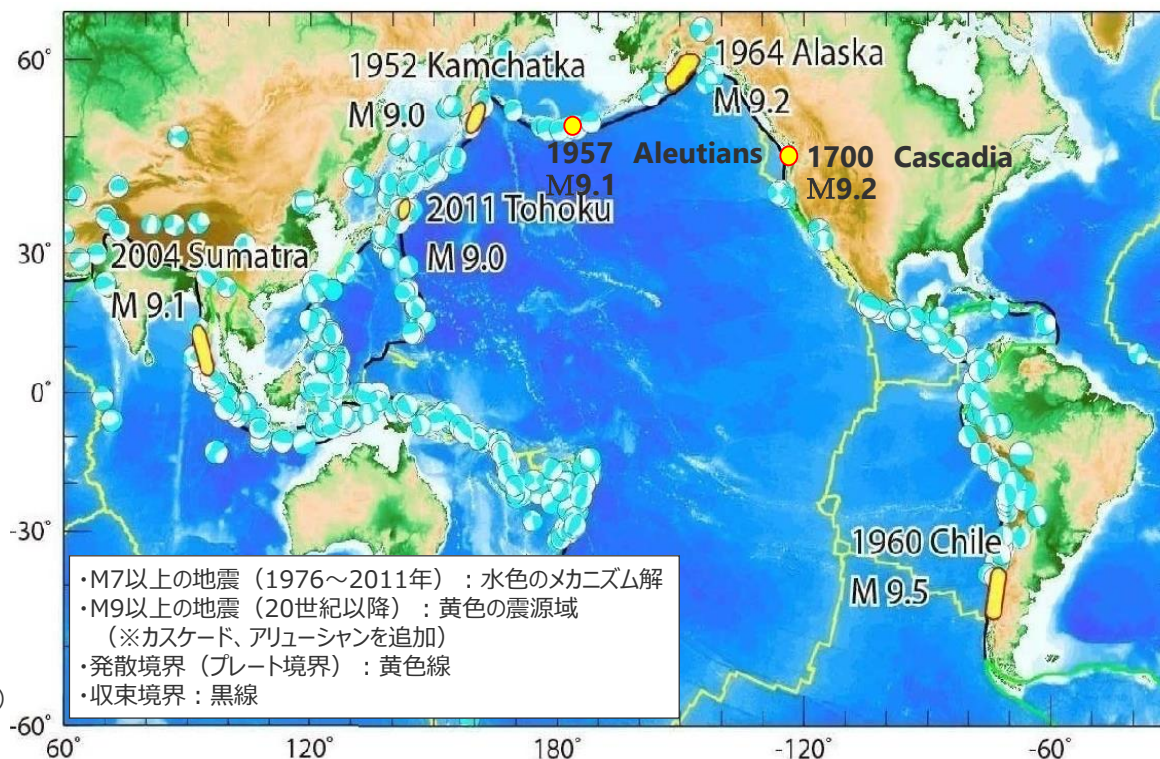 60°
1952 Kamchatka
M 9.0
1964 Alaska
M 9.2
1957 Aleutians
M9.1
1700 Cascadia
M9.2
2011 Tohoku
M 9.0
30°
2004 Sumatra
M 9.1
0°
-30°
1960 Chile
M 9.5
・M7以上の地震（1976～2011年）：水色のメカニズム解
・M9以上の地震（20世紀以降）：黄色の震源域
（※カスケード、アリューシャンを追加）
・発散境界（プレート境界）：黄色線
・収束境界：黒線
）
-60°
60°
120°
180°
-120°
-60°